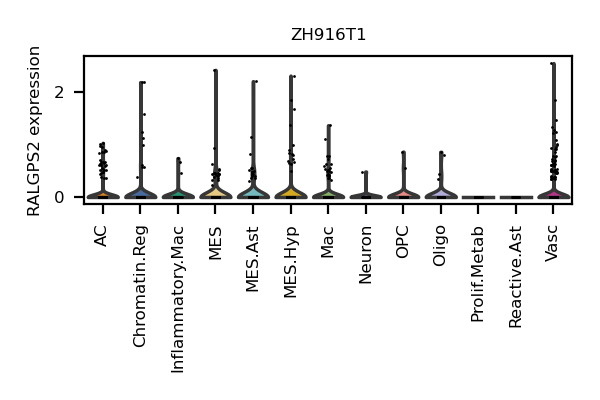 ZH916T1
RALGPS2 expression
2
0
AC
Chromatin.Reg
Inflammatory.Mac
MES
MES.Ast
MES.Hyp
Mac
Neuron
OPC
Oligo
Prolif.Metab
Reactive.Ast
Vasc